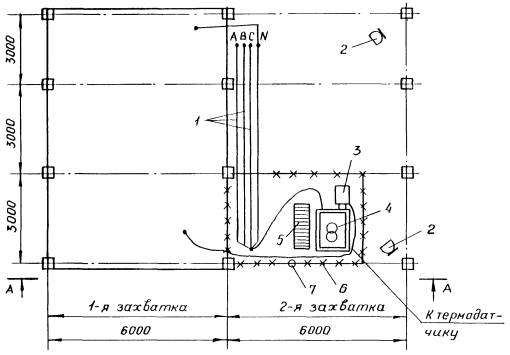 3000
3000
3000
A B C N
1
2
3
4
5
2
7
6
A
A
1-я захватка
2-я захватка
К термодат-
чику
6000
6000